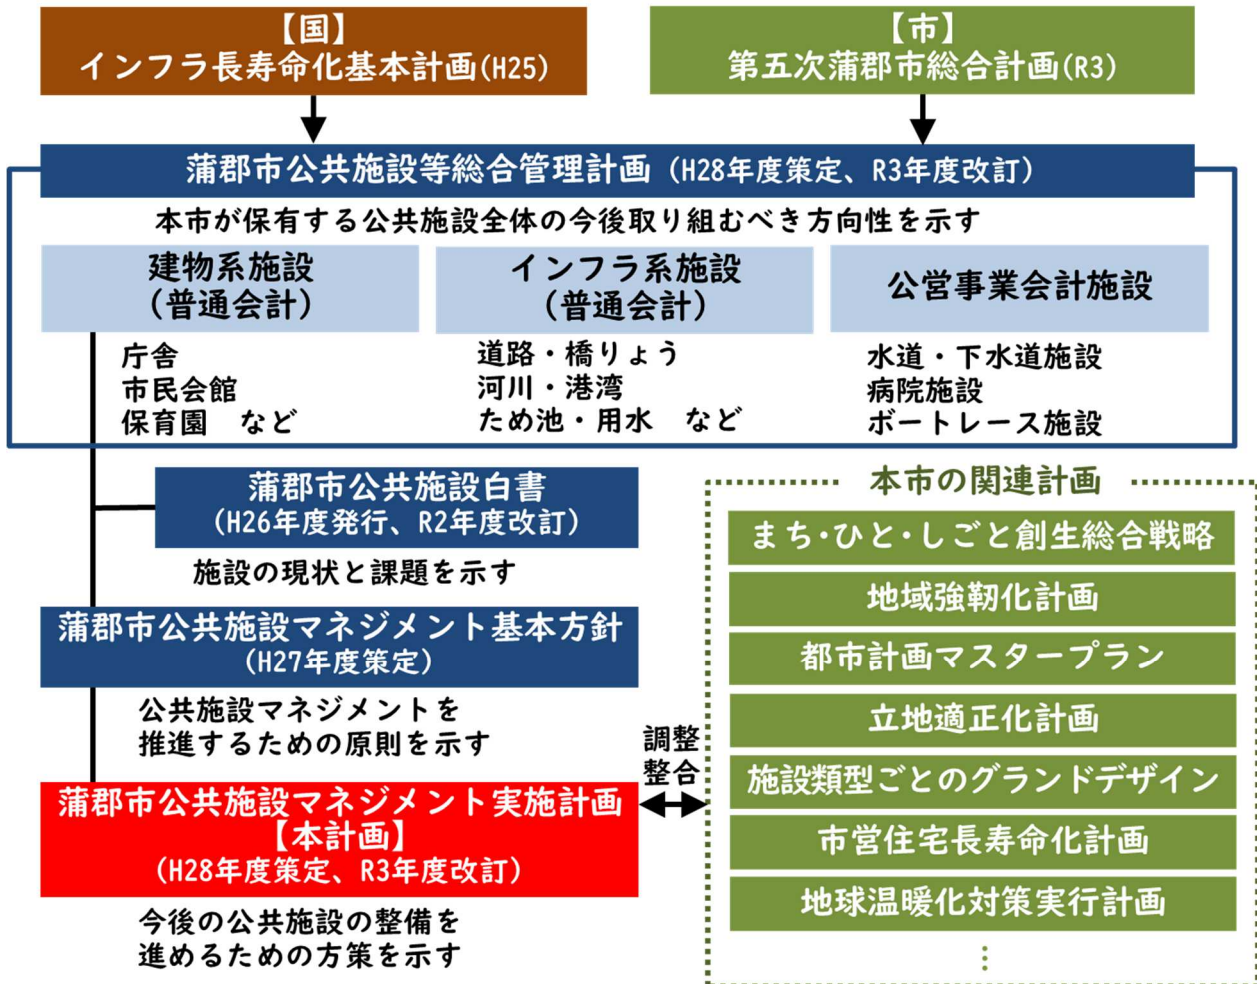 【国】
インフラ長寿命化基本計画(H25)
【市】
第五次蒲郡市総合計画(R3)
蒲郡市公共施設等総合管理計画（H28年度策定、R3年度改訂）
本市が保有する公共施設全体の今後取り組むべき方向性を示す
建物系施設
（普通会計）
庁舎
市民会館
保育園　など
インフラ系施設
（普通会計）
道路・橋りょう
河川・港湾
ため池・用水　など
公営事業会計施設
水道・下水道施設
病院施設
ボートレース施設
蒲郡市公共施設白書
（H26年度発行、R2年度改訂）
施設の現状と課題を示す
蒲郡市公共施設マネジメント基本方針
（H27年度策定）
公共施設マネジメントを
推進するための原則を示す
蒲郡市公共施設マネジメント実施計画
【本計画】
（H28年度策定、R3年度改訂）
今後の公共施設の整備を
進めるための方策を示す
調整
整合
本市の関連計画
まち・ひと・しごと創生総合戦略
地域強靭化計画
都市計画マスタープラン
立地適正化計画
施設類型ごとのグランドデザイン
市営住宅長寿命化計画
地球温暖化対策実行計画
⋮